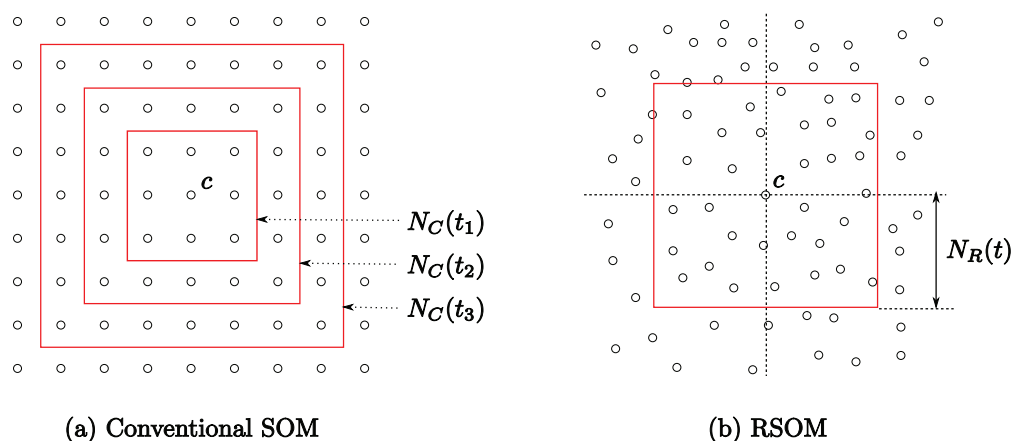 c
N_C(t_1)
N_C(t_2)
N_C(t_3)
(a) Conventional SOM
c
N_R(t)
(b) RSOM